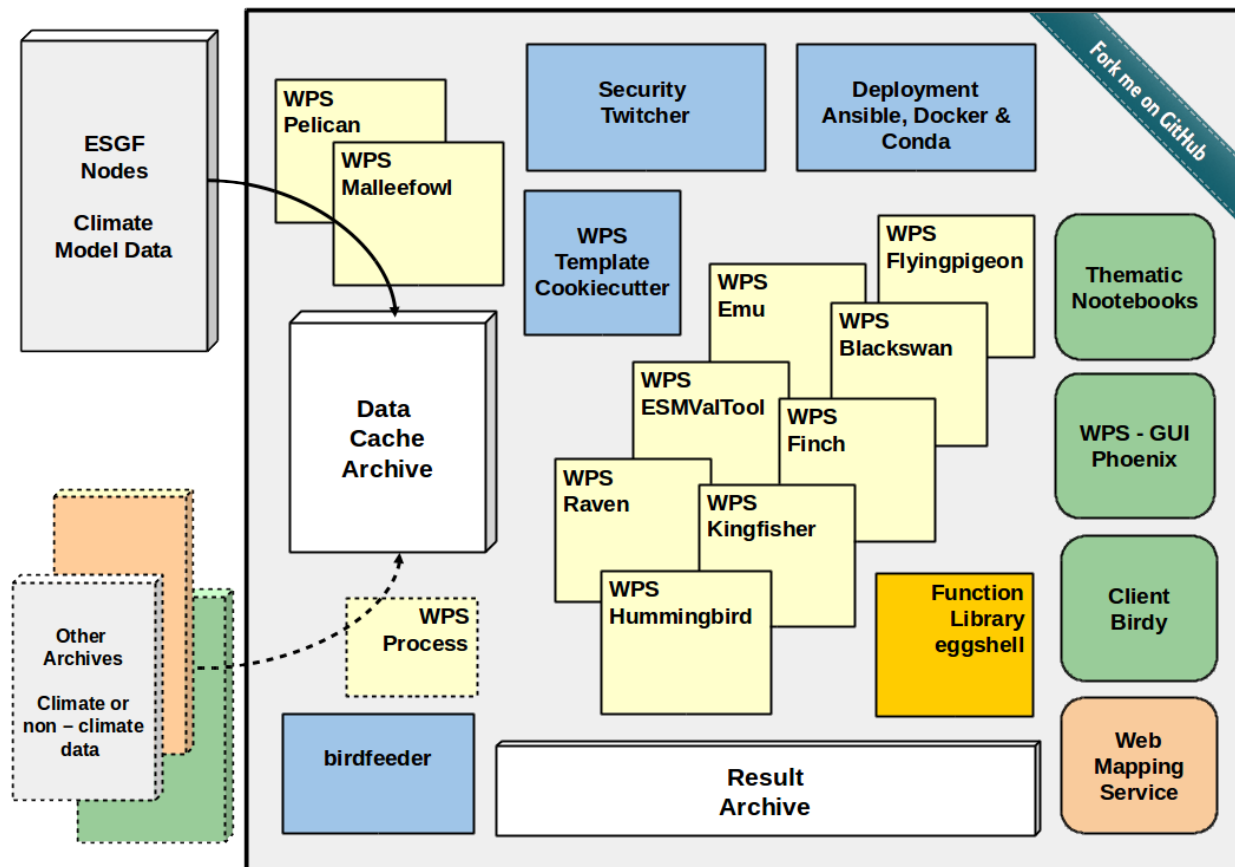 ESGF
Nodes
Climate
Model Data
WPS
Pelican
WPS
Malleefowl
Security
Twitcher
Deployment
Ansible, Docker &
Conda
Fork me on GitHub
WPS
Template
Cookiecutter
WPS
Flyingpigeon
WPS
Emu
WPS
Blackswan
WPS
ESMValTool
WPS
Finch
WPS
Raven
WPS
Kingfisher
WPS
Hummingbird
Thematic
Nootebooks
WPS - GUI
Phoenix
Client
Birdy
Web
Mapping
Service
Data
Cache
Archive
Other
Archives
Climate or
non – climate
data
WPS
Process
Function
Library
eggshell
birdfeeder
Result
Archive